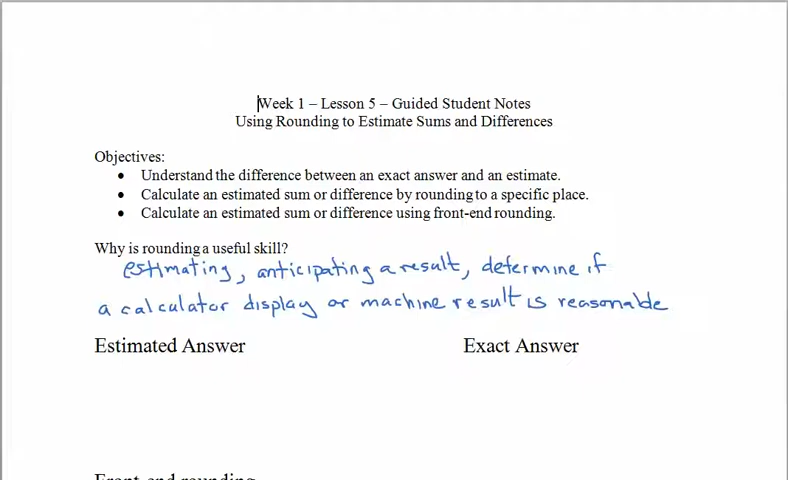 Week 1 – Lesson 5 – Guided Student Notes
Using Rounding to Estimate Sums and Differences
Objectives:
• Understand the difference between an exact answer and an estimate.
• Calculate an estimated sum or difference by rounding to a specific place.
• Calculate an estimated sum or difference using front-end rounding.
Why is rounding a useful skill?
estimating, anticipating a result, determine if
a calculator display or machine result is reasonable
Estimated Answer
Exact Answer
Front-end rounding